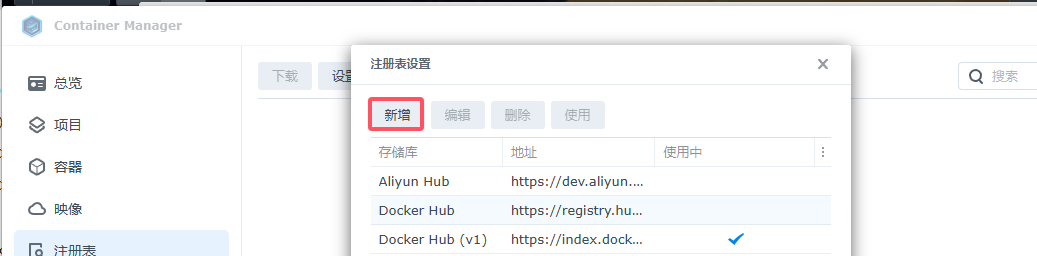 Container Manager
总览
项目
容器
映像
注册表
下载
设置
搜索
注册表设置
新增 编辑 删除 使用
存储库 地址 使用中
Aliyun Hub https://dev.aliyun....
Docker Hub https://registry.hu...
Docker Hub (v1) https://index.dock...